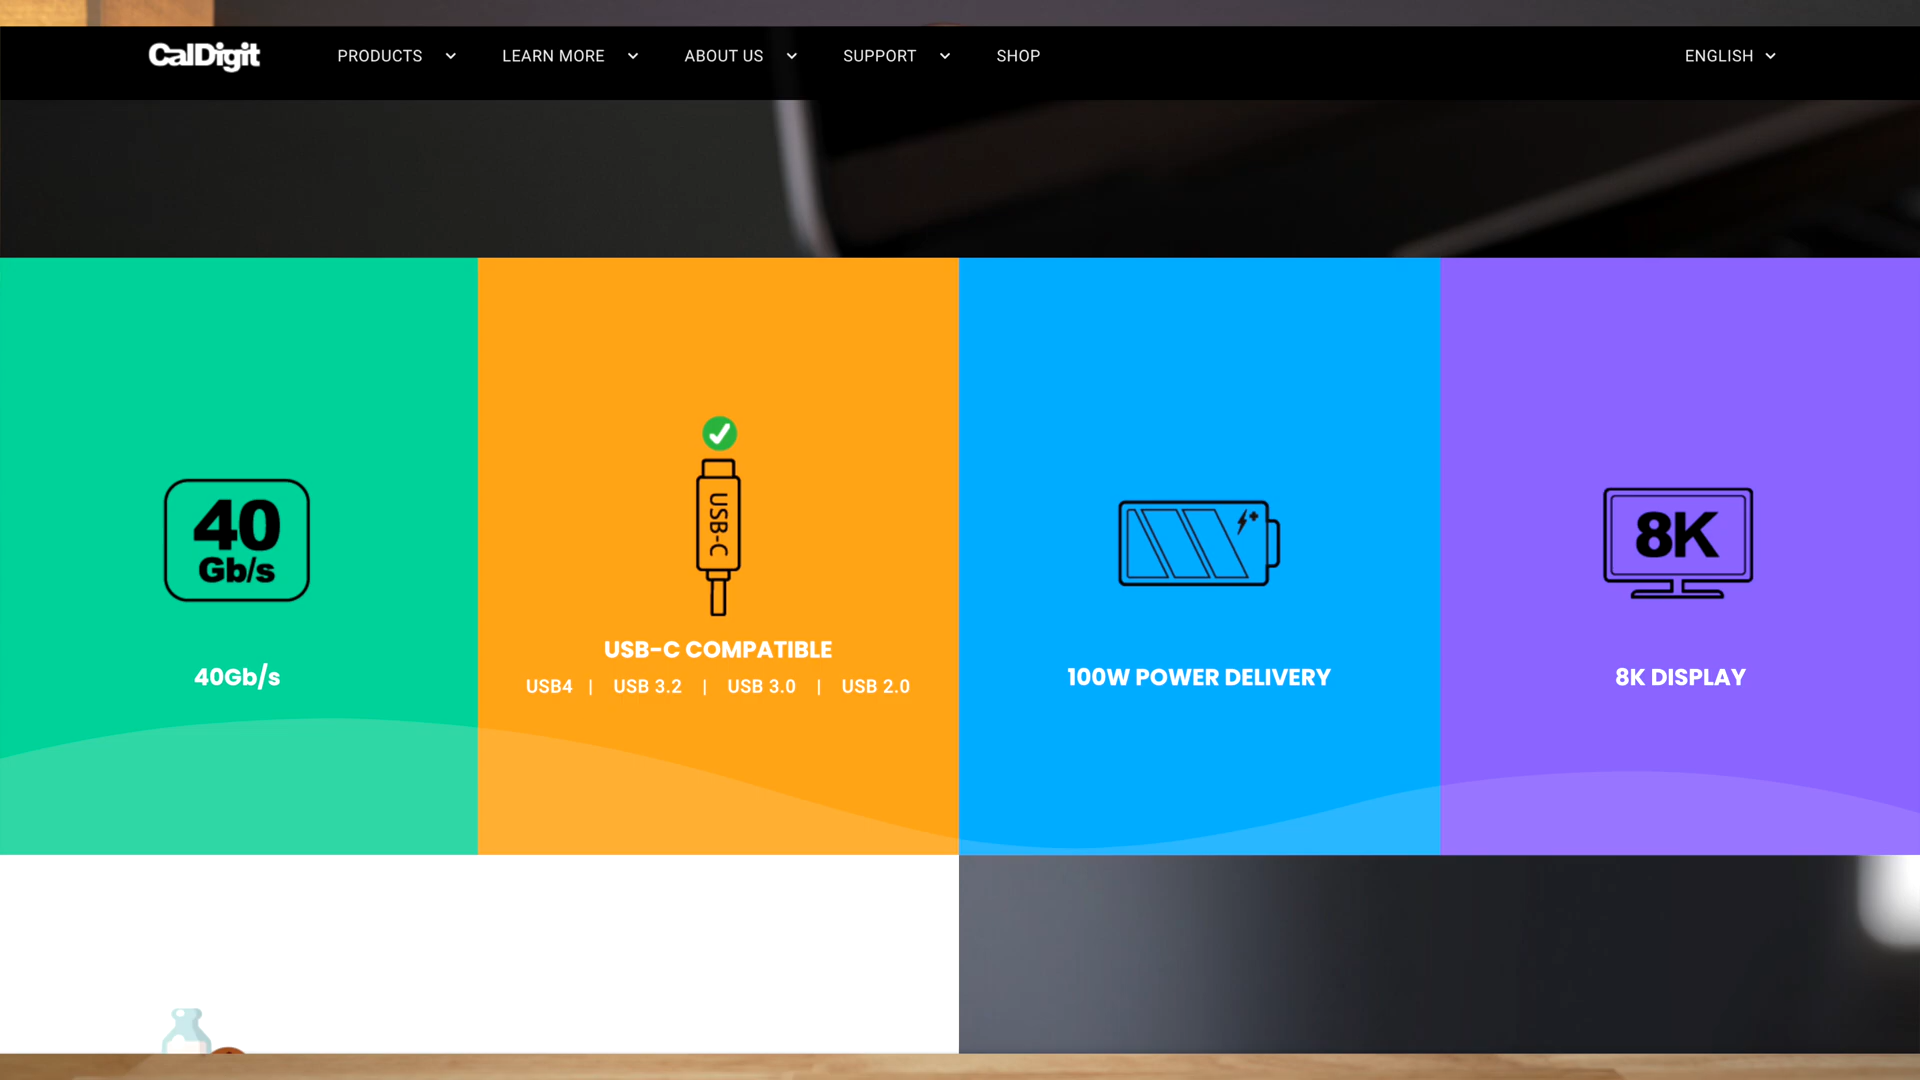 CalDigit
PRODUCTS
LEARN MORE
ABOUT US
SUPPORT
SHOP
ENGLISH
40
Gb/s
40Gb/s
USB-C
USB-C COMPATIBLE
USB4 | USB 3.2 | USB 3.0 | USB 2.0
100W POWER DELIVERY
8K
8K DISPLAY